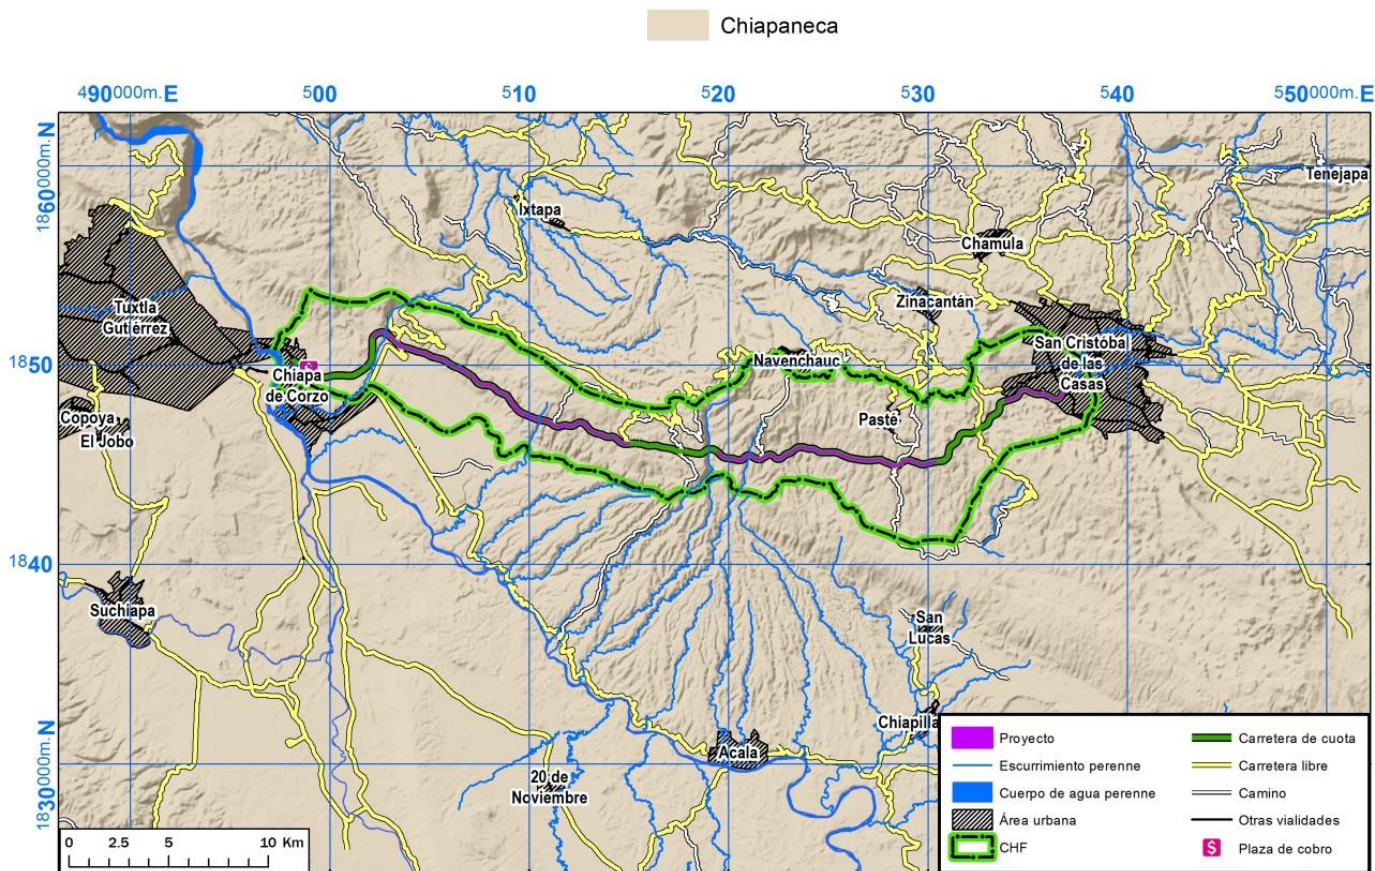 Chiapaneca
490000m. E
500
510
520
530
540
550000m. E
1860000m. N
1850
1840
1830000m. N
Tenejapa
Ixtapa
Chamula
Zinacantán
Tuxtla
Gutiérrez
San Cristóbal
de las
Casas
Navenchauc
$
Chiapa
de Corzo
Copoya
El Jobo
Pasté
Suchiapa
San
Lucas
Chiapilla
Acala
20 de
Noviembre
0 2.5 5 10 Km
Proyecto
Escurrimiento perenne
Cuerpo de agua perenne
Área urbana
CHF
Carretera de cuota
Carretera libre
Camino
Otras vialidades
$ Plaza de cobro